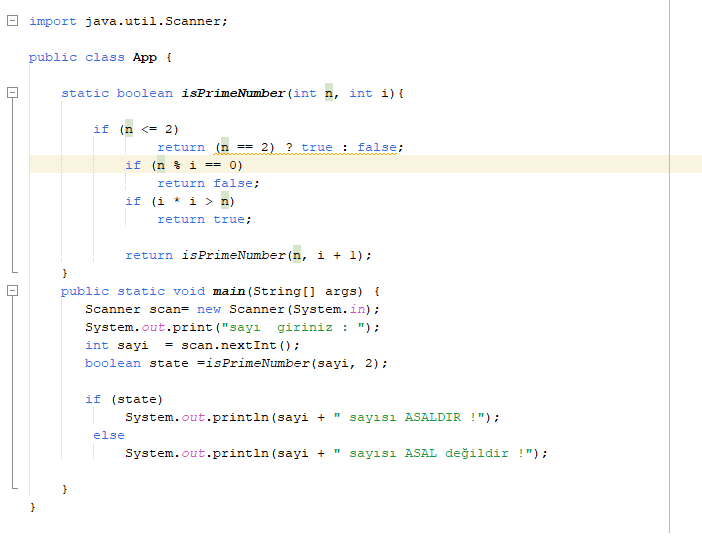 import java.util.Scanner;
public class App {
static boolean isPrimeNumber(int n, int i){
if (n <= 2)
return (n == 2) ? true : false;
if (n % i == 0)
return false;
if (i * i > n)
return true;
return isPrimeNumber(n, i + 1);
}
public static void main(String[] args) {
Scanner scan= new Scanner(System.in);
System.out.print("sayı  giriniz : ");
int sayi  = scan.nextInt();
boolean state =isPrimeNumber(sayi, 2);
if (state)
System.out.println(sayi + " sayısı ASALDIR !");
else
System.out.println(sayi + " sayısı ASAL değildir !");
}
}